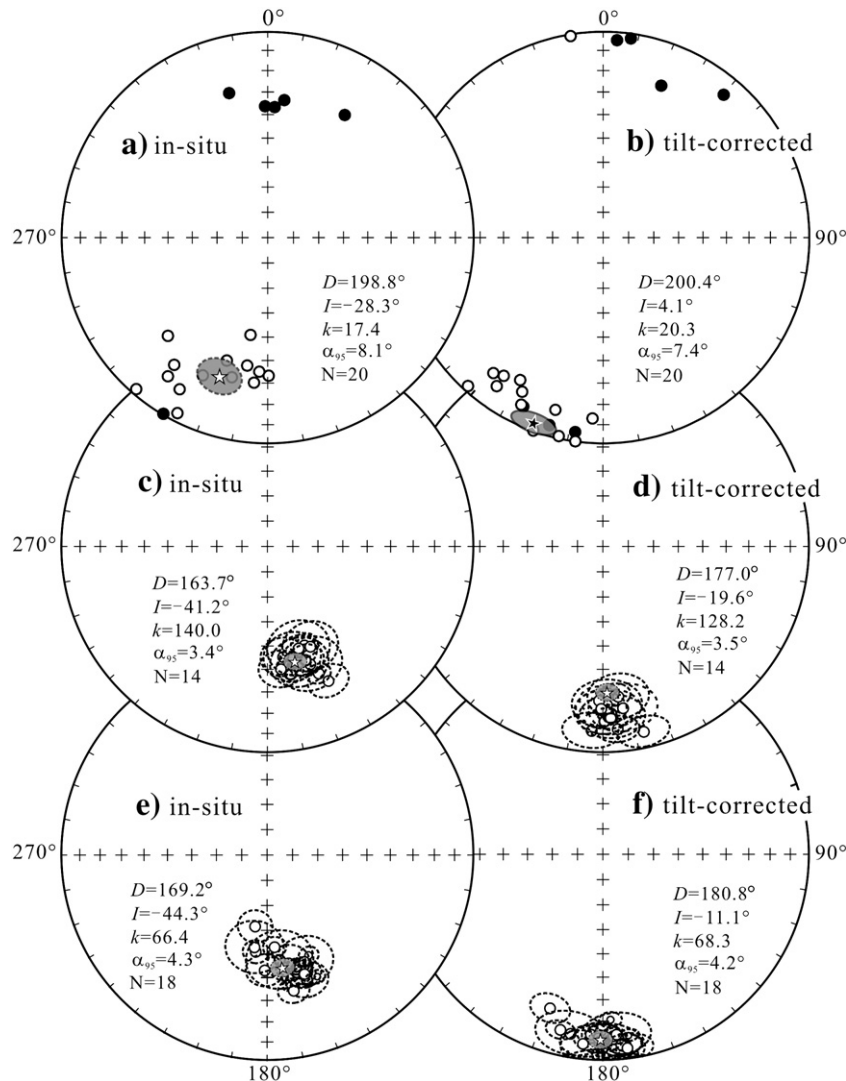 0°
0°
a) in-situ
b) tilt-corrected
270°
90°
D=198.8°
I=−28.3°
k=17.4
α95=8.1°
N=20
D=200.4°
I=4.1°
k=20.3
α95=7.4°
N=20
c) in-situ
d) tilt-corrected
270°
90°
D=163.7°
I=−41.2°
k=140.0
α95=3.4°
N=14
D=177.0°
I=−19.6°
k=128.2
α95=3.5°
N=14
e) in-situ
f) tilt-corrected
270°
90°
D=169.2°
I=−44.3°
k=66.4
α95=4.3°
N=18
D=180.8°
I=−11.1°
k=68.3
α95=4.2°
N=18
180°
180°